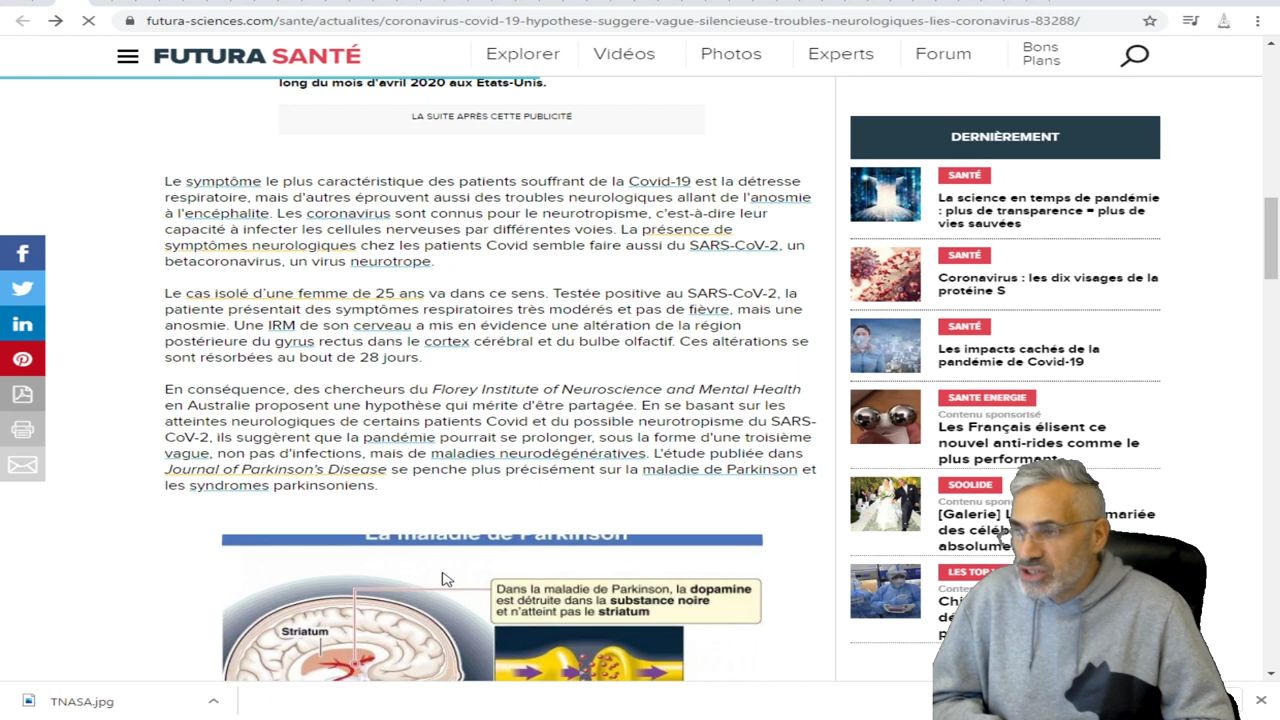 futura-sciences.com/sante/actualites/coronavirus-covid-19-hypothese-suggere-vague-silencieuse-troubles-neurologiques-lies-coronavirus-83288/
FUTURA SANTÉ
Explorer
Vidéos
Photos
Experts
Forum
Bons
Plans
long du mois d'avril 2020 aux États-Unis.
LA SUITE APRÈS CETTE PUBLICITÉ
Le symptôme le plus caractéristique des patients souffrant de la Covid-19 est la détresse
respiratoire, mais d'autres éprouvent aussi des troubles neurologiques allant de l'anosmie
à l'encéphalite. Les coronavirus sont connus pour le neurotropisme, c'est-à-dire leur
capacité à infecter les cellules nerveuses par différentes voies. La présence de
symptômes neurologiques chez les patients Covid semble faire aussi du SARS-CoV-2, un
betacoronavirus, un virus neurotrope.
Le cas isolé d'une femme de 25 ans va dans ce sens. Testée positive au SARS-CoV-2, la
patiente présentait des symptômes respiratoires très modérés et pas de fièvre, mais une
anosmie. Une IRM de son cerveau a mis en évidence une altération de la région
postérieure du gyrus rectus dans le cortex cérébral et du bulbe olfactif. Ces altérations se
sont résorbées au bout de 28 jours.
En conséquence, des chercheurs du Florey Institute of Neuroscience and Mental Health
en Australie proposent une hypothèse qui mérite d'être partagée. En se basant sur les
atteintes neurologiques de certains patients Covid et du possible neurotropisme du SARS-
CoV-2, ils suggèrent que la pandémie pourrait se prolonger, sous la forme d'une troisième
vague, non pas d'infections, mais de maladies neurodégénératives. L'étude publiée dans
Journal of Parkinson's Disease se penche plus précisément sur la maladie de Parkinson et
les syndromes parkinsoniens.
La maladie de Parkinson
Dans la maladie de Parkinson, la dopamine
est détruite dans la substance noire
et n'atteint pas le striatum
Striatum
DERNIÈREMENT
SANTÉ
La science en temps de pandémie
: plus de transparence = plus de
vies sauvées
SANTÉ
Coronavirus : les dix visages de la
protéine S
SANTÉ
Les impacts cachés de la
pandémie de Covid-19
SANTE ENERGIE
Contenu sponsorisé
Les Français élisent ce
nouvel anti-rides comme le
plus performant
SOOLIDE
Contenu
[Galerie] mariée
des
absolum
LES TOP
TNASA.jpg